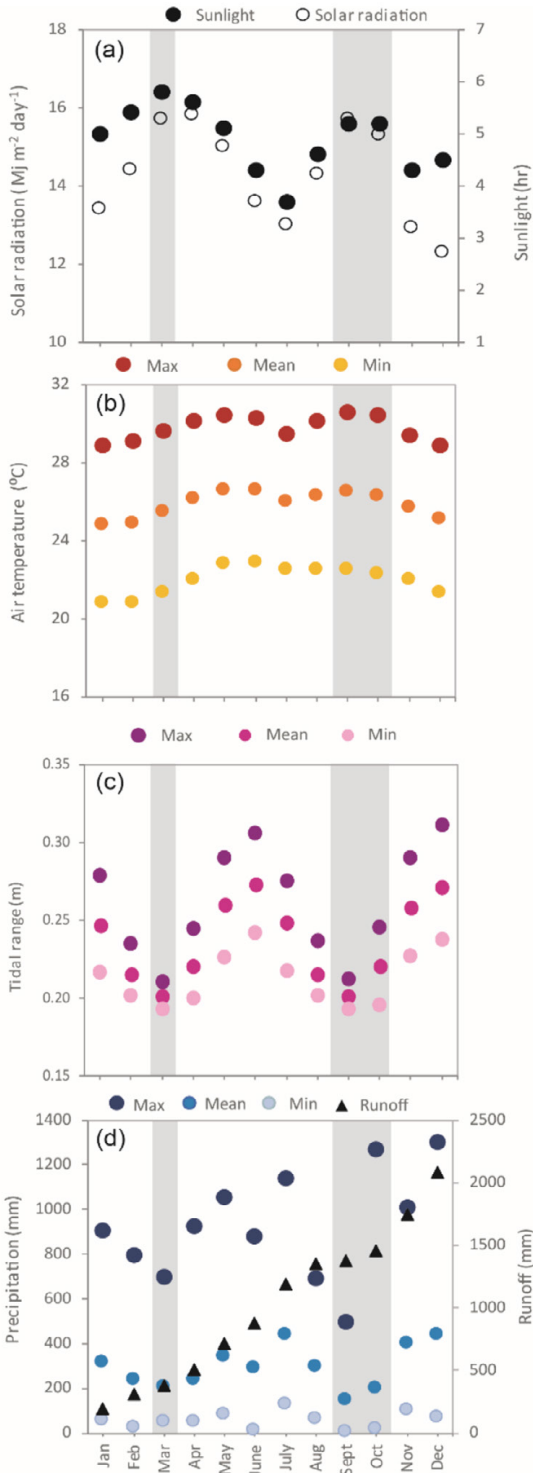 Sunlight Solar radiation
(a)
Solar radiation ( Mj m-2 day-1)
18
16
14
12
10
7
6
5
4
3
2
1
Sunlight (hr)
Max Mean Min
(b)
Air temperature (⁰C)
32
28
24
20
16
Max Mean Min
(c)
Tidal range (m)
0.35
0.30
0.25
0.20
0.15
Max Mean Min Runoff
(d)
Precipitation (mm)
1400
1200
1000
800
600
400
200
0
2500
2000
1500
1000
500
0
Runoff (mm)
Jan Feb Mar Apr May June July Aug Sept Oct Nov Dec